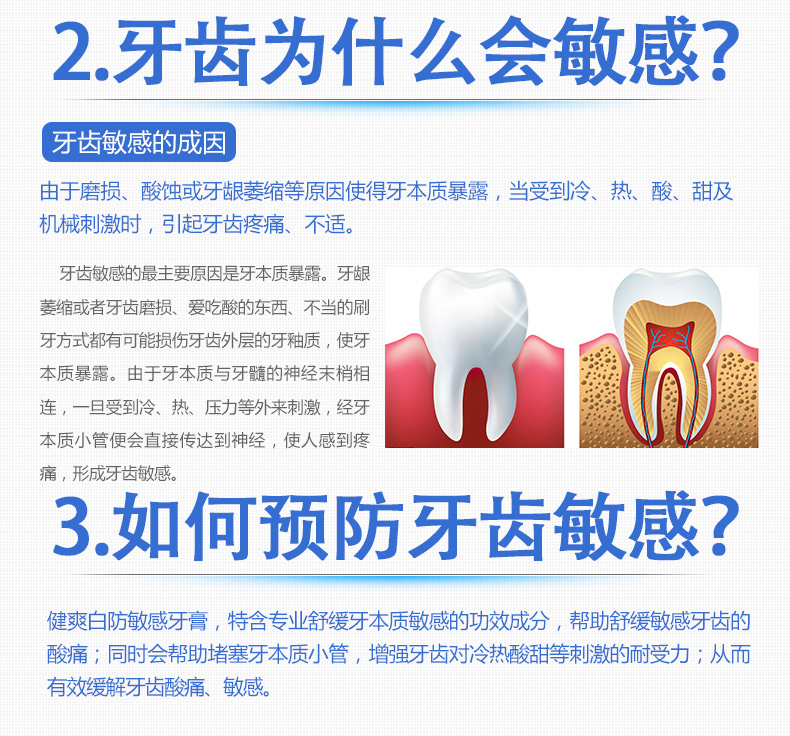 2.牙齿为什么会敏感?
牙齿敏感的成因
由于磨损、酸蚀或牙龈萎缩等原因使得牙本质暴露，当受到冷、热、酸、甜及
机械刺激时，引起牙齿疼痛、不适。
牙齿敏感的最主要原因是牙本质暴露。牙龈
萎缩或者牙齿磨损、爱吃酸的东西、不当的刷
牙方式都有可能损伤牙齿外层的牙釉质，使牙
本质暴露。由于牙本质与牙髓的神经末梢相
连，一旦受到冷、热、压力等外来刺激，经牙
本质小管便会直接传达到神经，使人感到疼
痛，形成牙齿敏感。
3.如何预防牙齿敏感?
健爽白防敏感牙膏，特含专业舒缓牙本质敏感的功效成分，帮助舒缓敏感牙齿的
酸痛；同时会帮助堵塞牙本质小管，增强牙齿对冷热酸甜等刺激的耐受力；从而
有效缓解牙齿酸痛、敏感。